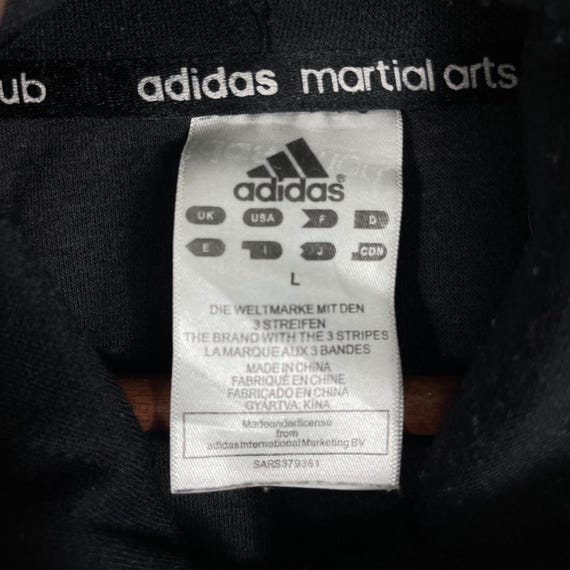 ub adidas martial arts
adidas®
UK USA F D
E I J CDN
L
DIE WELTMARKE MIT DEN
3 STREIFEN
THE BRAND WITH THE 3 STRIPES
LA MARQUE AUX 3 BANDES
MADE IN CHINA
FABRIQUÉ EN CHINE
FABRICADO EN CHINA
GYÁRTVA: KÍNA
Madeunderlicense
from
adidas International Marketing BV
SARS379361